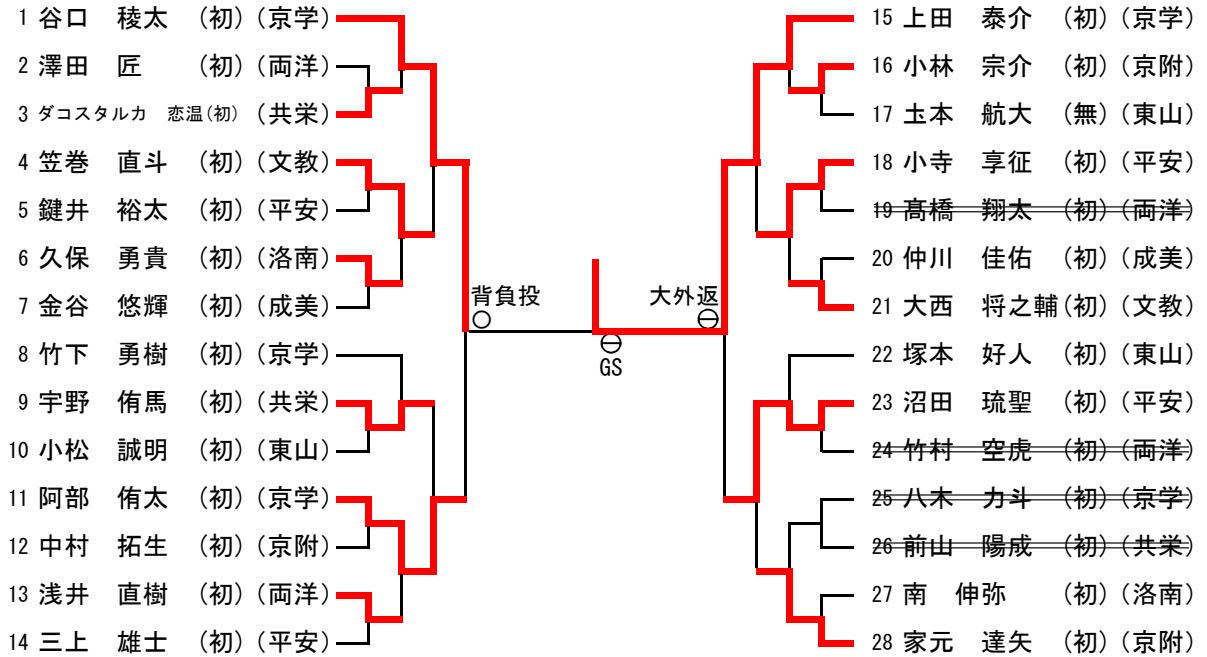 1 谷口 稜太 (初) (京学)
2 澤田 匠 (初) (両洋)
3 ダコスタルカ 恋温(初) (共栄)
4 笠巻 直斗 (初) (文教)
5 鍵井 裕太 (初) (平安)
6 久保 勇貴 (初) (洛南)
7 金谷 悠輝 (初) (成美)
8 竹下 勇樹 (初) (京学)
9 宇野 侑馬 (初) (共栄)
10 小松 誠明 (初) (東山)
11 阿部 侑太 (初) (京学)
12 中村 拓生 (初) (京附)
13 浅井 直樹 (初) (両洋)
14 三上 雄士 (初) (平安)
背負投
○
大外返
⊖
⊖
GS
15 上田 泰介 (初) (京学)
16 小林 宗介 (初) (京附)
17 圡本 航大 (無) (東山)
18 小寺 享征 (初) (平安)
19 髙橋 翔太 (初) (両洋)
20 仲川 佳佑 (初) (成美)
21 大西 将之輔(初) (文教)
22 塚本 好人 (初) (東山)
23 沼田 琉聖 (初) (平安)
24 竹村 空虎 (初) (両洋)
25 八木 力斗 (初) (京学)
26 前山 陽成 (初) (共栄)
27 南 伸弥 (初) (洛南)
28 家元 達矢 (初) (京附)